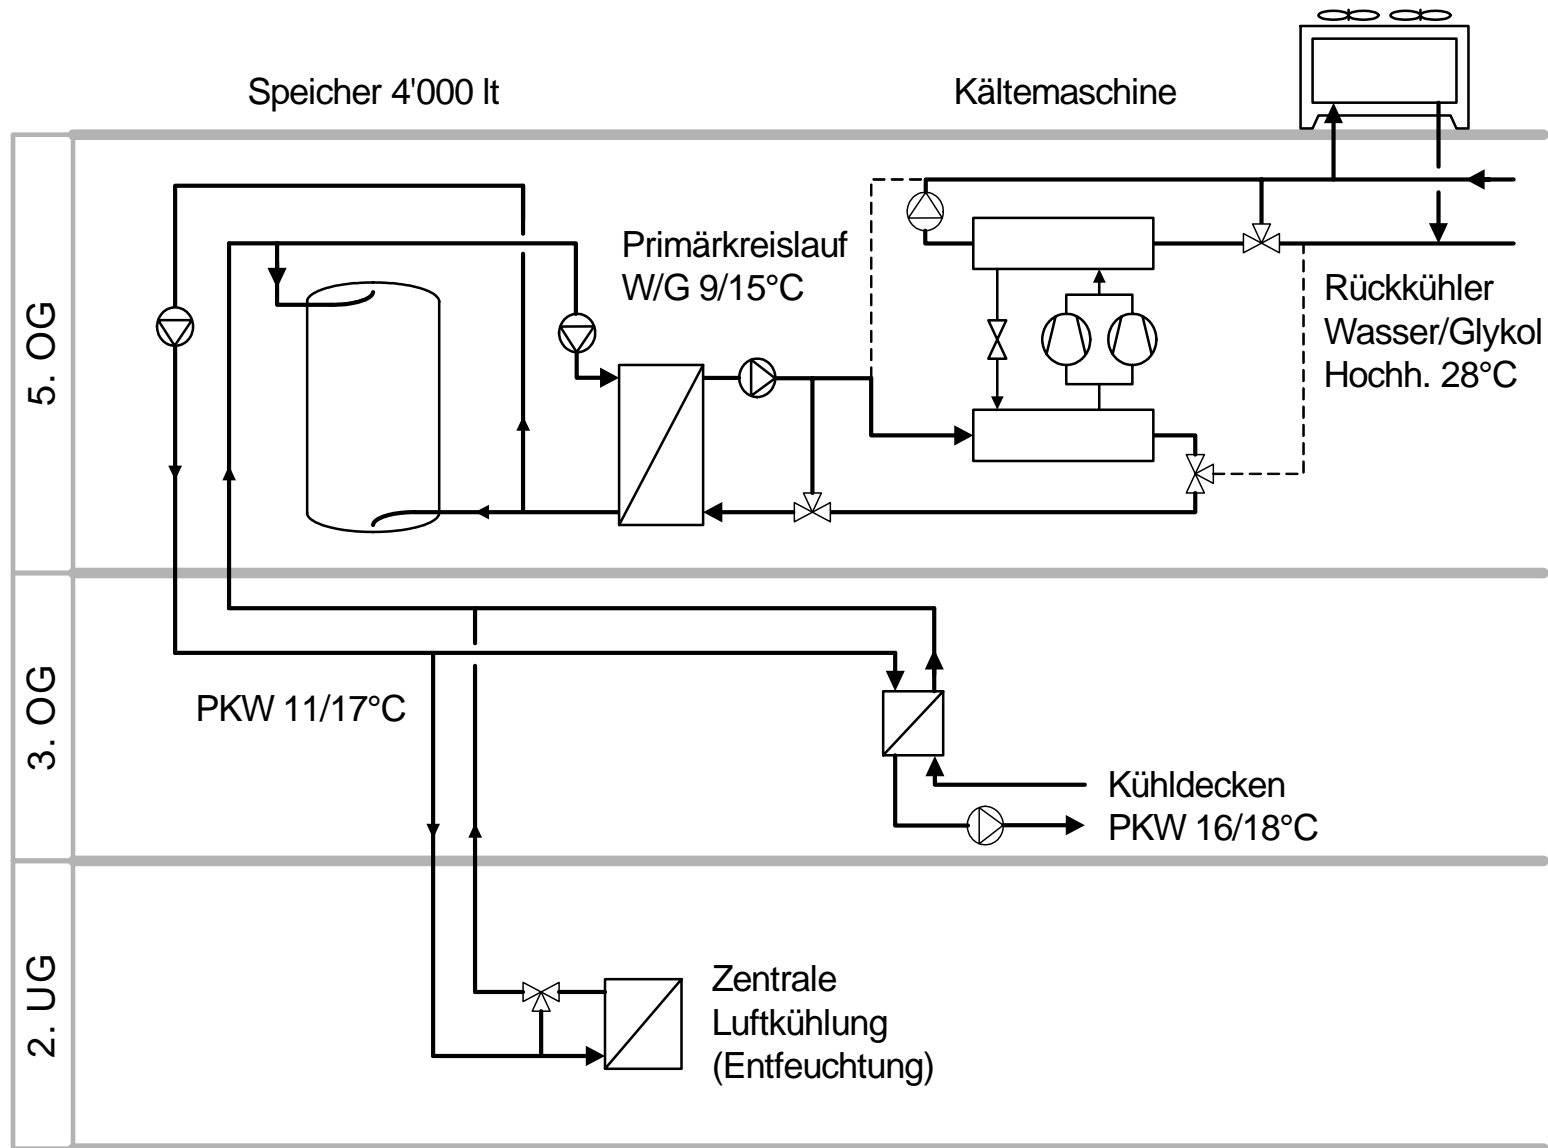 Speicher 4'000 lt
Kältemaschine
5. OG
Primärkreislauf
W/G 9/15°C
Rückkühler
Wasser/Glykol
Hochh. 28°C
3. OG
PKW 11/17°C
Kühldecken
PKW 16/18°C
2. UG
Zentrale
Luftkühlung
(Entfeuchtung)